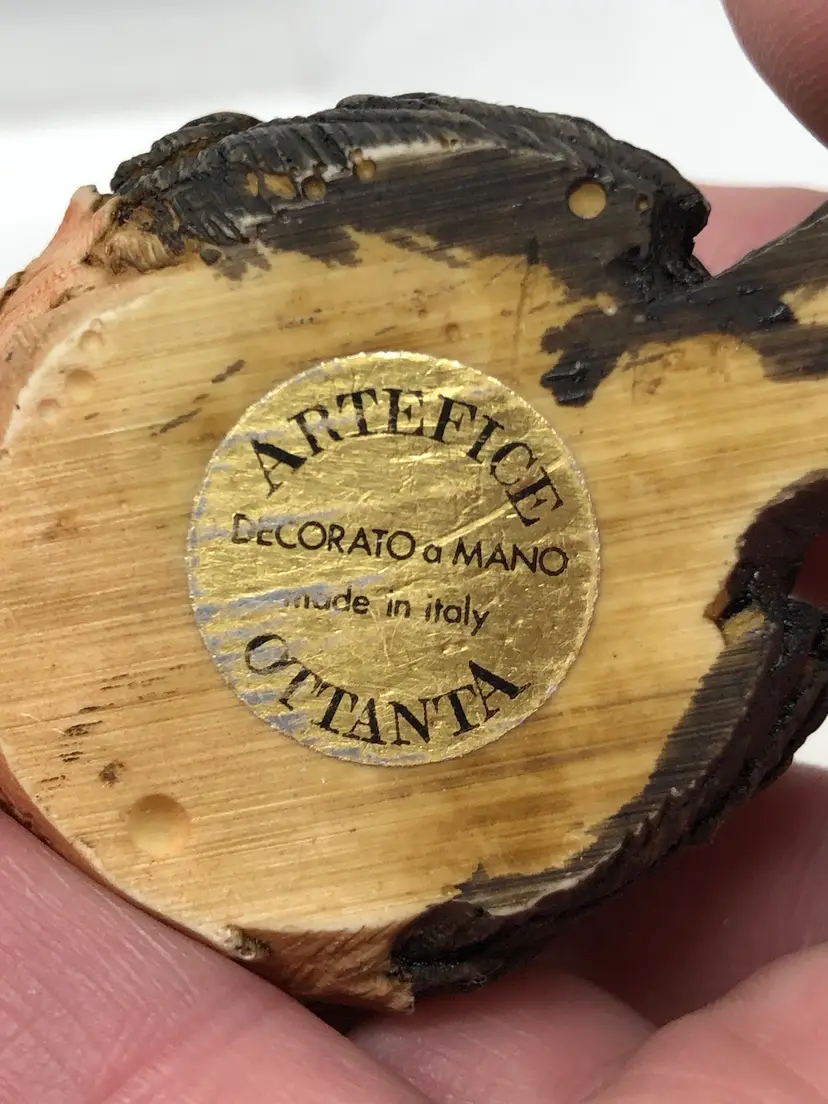 ARTEFICE
DECORATO a MANO
made in italy
OTTANTA